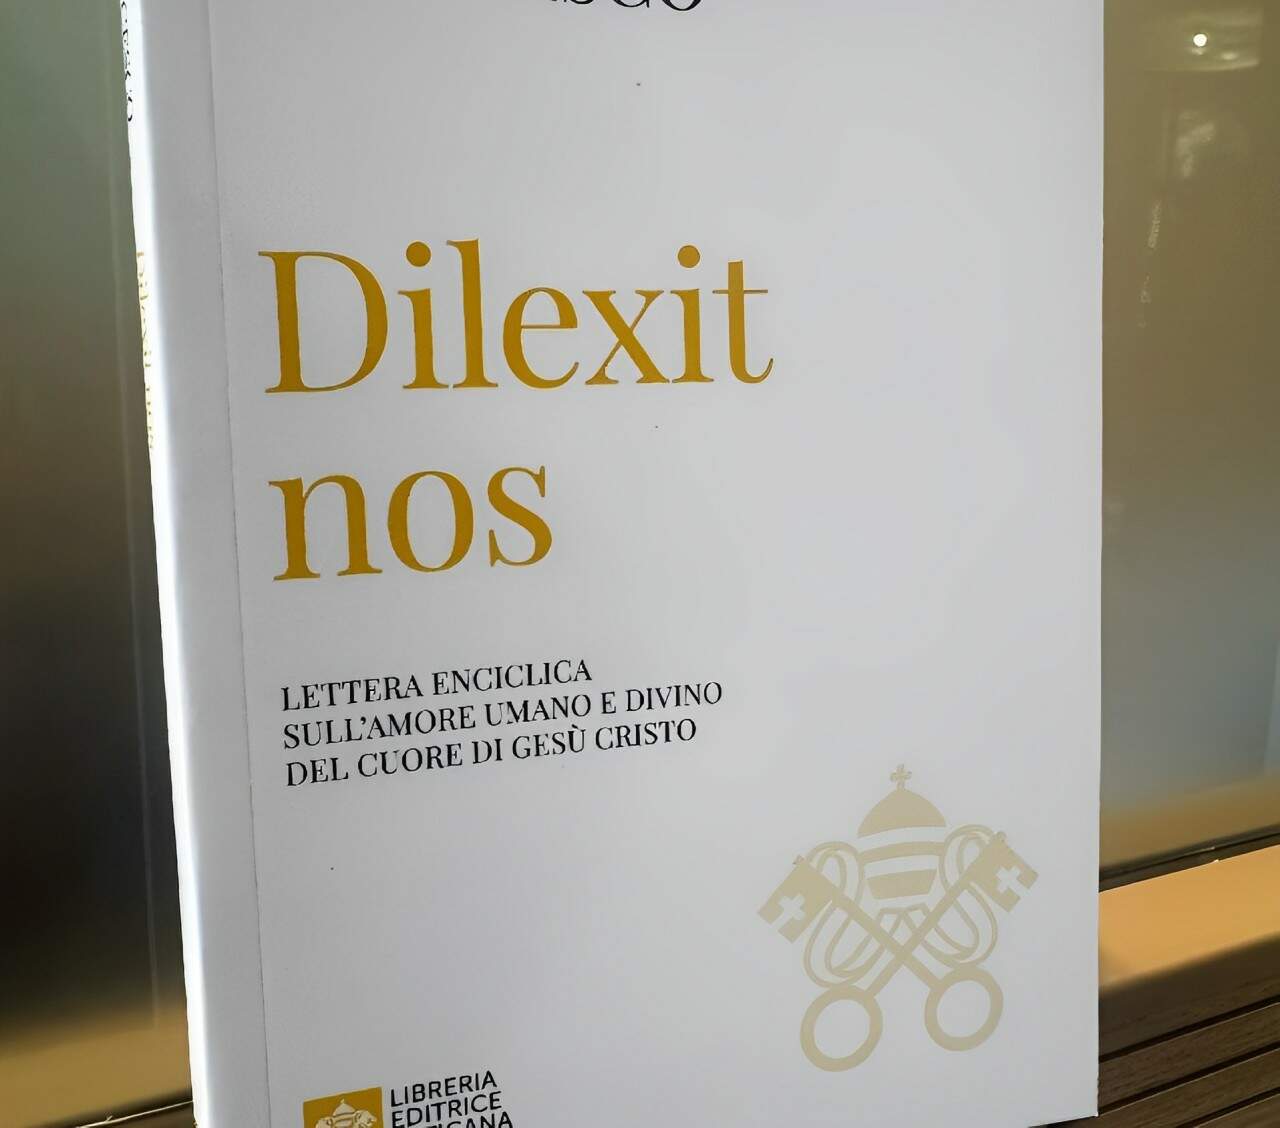 Dilexit
nos
LETTERA ENCICLICA
SULL'AMORE UMANO E DIVINO
DEL CUORE DI GESÙ CRISTO
LIBRERIA
EDITRICE